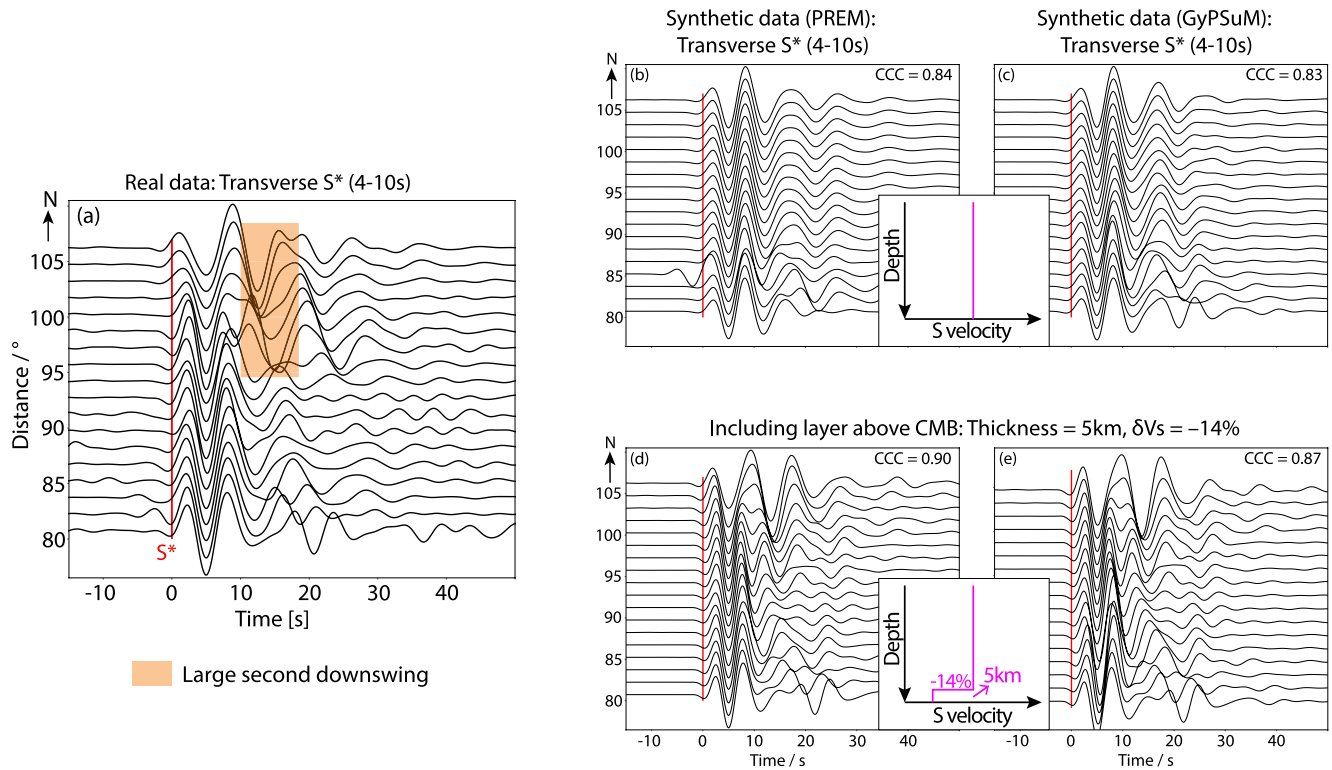 Real data: Transverse S* (4-10s)
N
(a)
105
100
95
90
85
80
Distance / °
S*
-10 0 10 20 30 40
Time [s]
Large second downswing
Synthetic data (PREM):
Transverse S* (4-10s)
N
(b)
CCC = 0.84
105
100
95
90
85
80
Synthetic data (GyPSuM):
Transverse S* (4-10s)
(c)
CCC = 0.83
Depth
S velocity
Including layer above CMB: Thickness = 5km, δVs = –14%
N
(d)
CCC = 0.90
105
100
95
90
85
80
-10 0 10 20 30 40
Time / s
(e)
CCC = 0.87
-10 0 10 20 30 40
Time / s
Depth
-14%
5km
S velocity